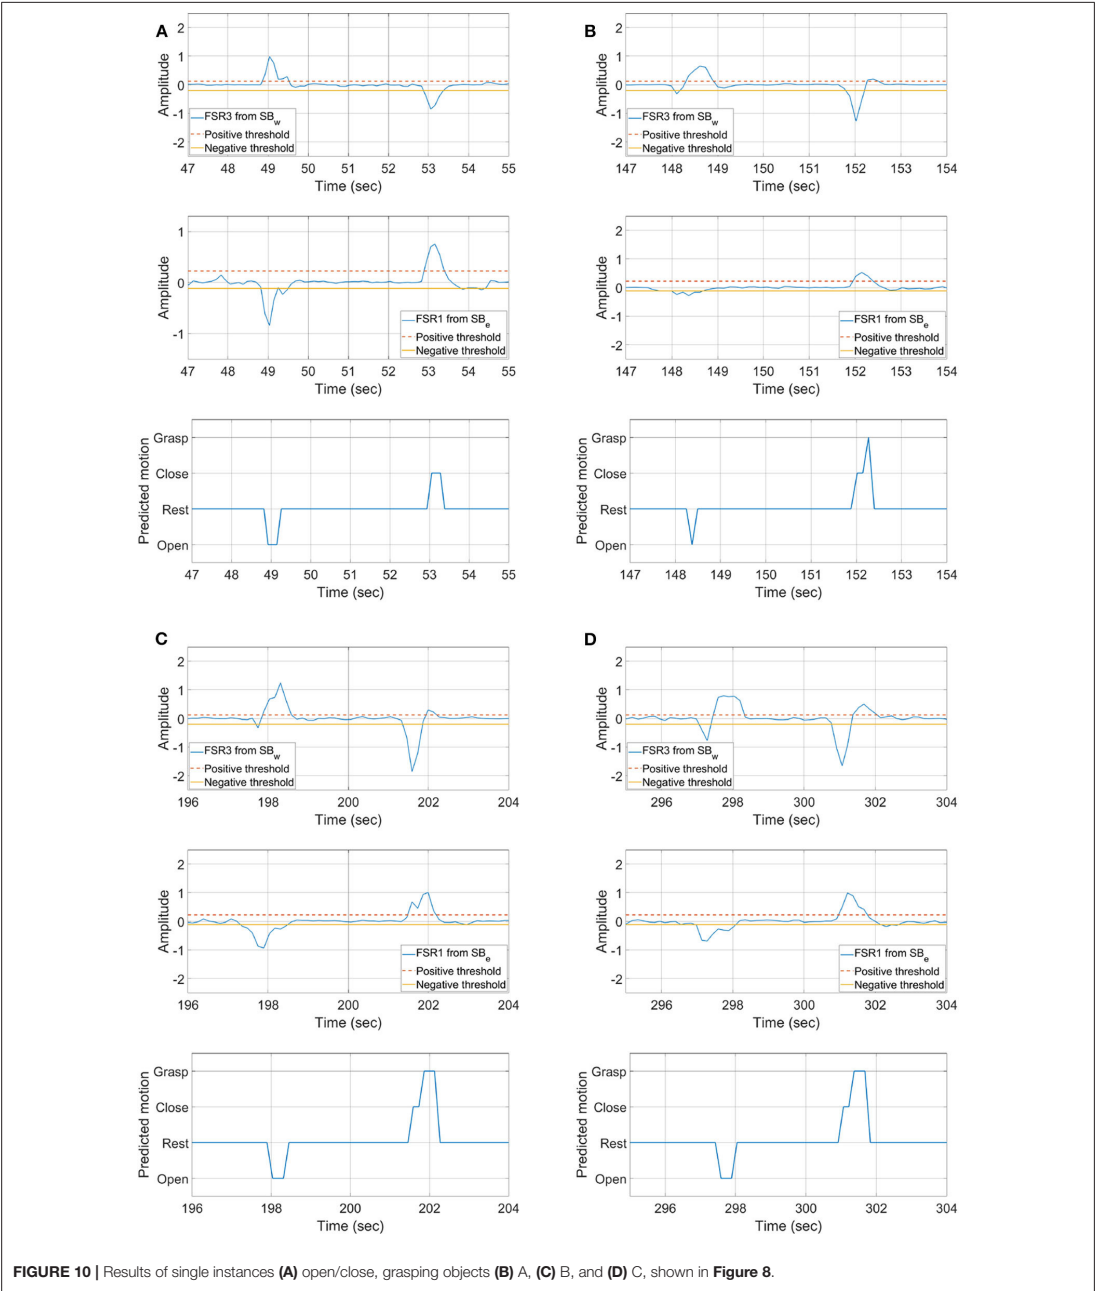 A
2
1
0
-1
-2
Amplitude
FSR3 from SBw
Positive threshold
Negative threshold
47 48 49 50 51 52 53 54 55
Time (sec)
B
2
1
0
-1
-2
Amplitude
FSR3 from SBw
Positive threshold
Negative threshold
147 148 149 150 151 152 153 154
Time (sec)
1
0
-1
Amplitude
FSR1 from SBe
Positive threshold
Negative threshold
47 48 49 50 51 52 53 54 55
Time (sec)
2
1
0
-1
-2
Amplitude
FSR1 from SBe
Positive threshold
Negative threshold
147 148 149 150 151 152 153 154
Time (sec)
Predicted motion
Grasp
Close
Rest
Open
47 48 49 50 51 52 53 54 55
Time (sec)
Predicted motion
Grasp
Close
Rest
Open
147 148 149 150 151 152 153 154
Time (sec)
C
2
1
0
-1
-2
Amplitude
FSR3 from SBw
Positive threshold
Negative threshold
196 198 200 202 204
Time (sec)
D
2
1
0
-1
-2
Amplitude
FSR3 from SBw
Positive threshold
Negative threshold
296 298 300 302 304
Time (sec)
2
1
0
-1
-2
Amplitude
FSR1 from SBe
Positive threshold
Negative threshold
196 198 200 202 204
Time (sec)
2
1
0
-1
-2
Amplitude
FSR1 from SBe
Positive threshold
Negative threshold
296 298 300 302 304
Time (sec)
Predicted motion
Grasp
Close
Rest
Open
196 198 200 202 204
Time (sec)
Predicted motion
Grasp
Close
Rest
Open
296 298 300 302 304
Time (sec)
FIGURE 10 | Results of single instances (A) open/close, grasping objects (B) A, (C) B, and (D) C, shown in Figure 8.